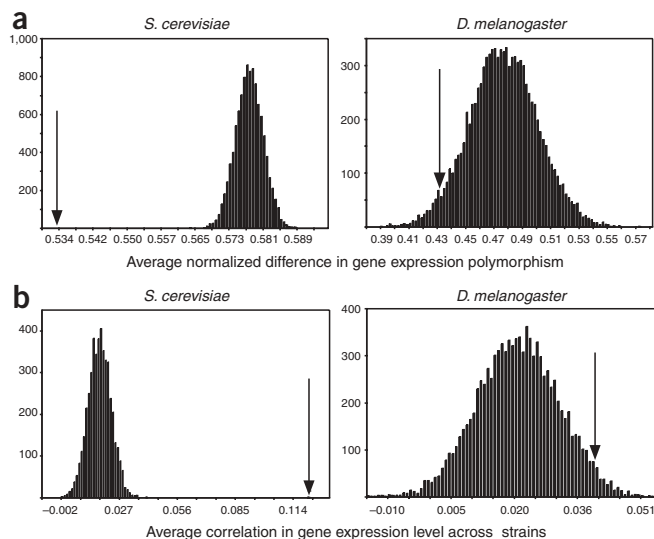 a
S. cerevisiae
D. melanogaster
1,000
800
600
400
200
300
200
150
100
50
0.534 0.542 0.550 0.557 0.565 0.573 0.581 0.589
0.39 0.41 0.43 0.45 0.47 0.49 0.51 0.53 0.55 0.57
Average normalized difference in gene expression polymorphism
b
S. cerevisiae
D. melanogaster
400
300
200
100
400
300
200
100
–0.002 0.027 0.056 0.085 0.114
–0.010 0.005 0.020 0.036 0.051
Average correlation in gene expression level across strains